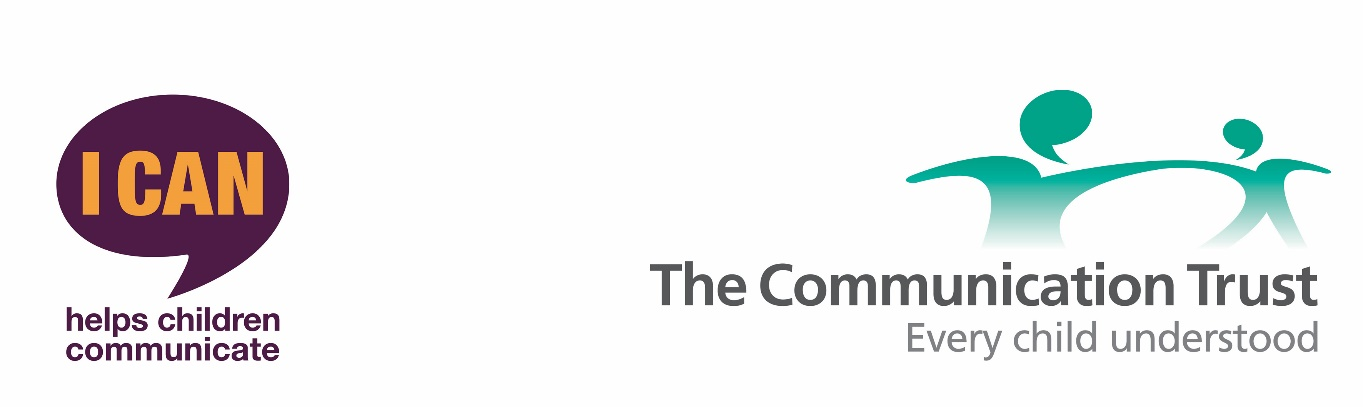 I CAN
helps children
communicate
The Communication Trust
Every child understood